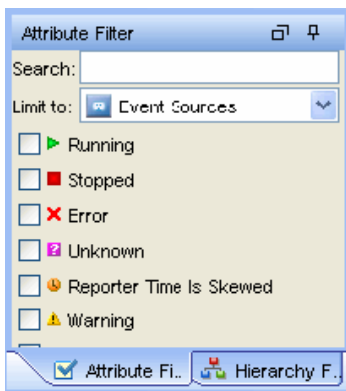 Attribute Filter
Search:
Limit to: Event Sources
Running
Stopped
Error
Unknown
Reporter Time Is Skewed
Warning
Attribute Fi.. Hierarchy F..